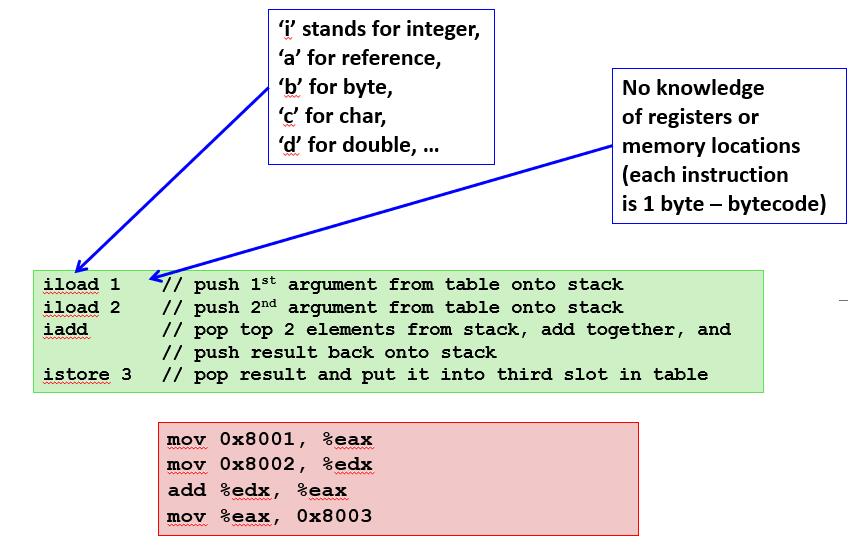 ‘i’ stands for integer,
‘a’ for reference,
‘b’ for byte,
‘c’ for char,
‘d’ for double, …
No knowledge
of registers or
memory locations
(each instruction
is 1 byte – bytecode)
iload 1 // push 1st argument from table onto stack
iload 2 // push 2nd argument from table onto stack
iadd // pop top 2 elements from stack, add together, and
// push result back onto stack
istore 3 // pop result and put it into third slot in table
mov 0x8001, %eax
mov 0x8002, %edx
add %edx, %eax
mov %eax, 0x8003